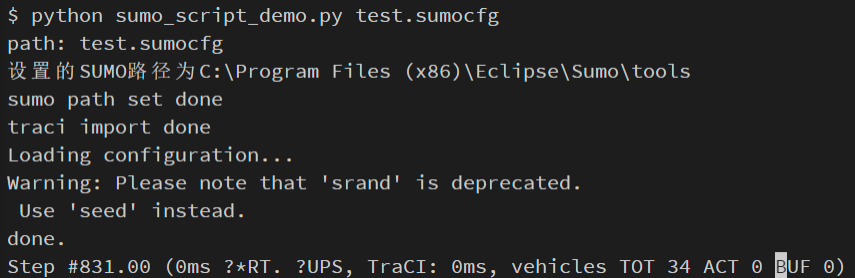 $ python sumo_script_demo.py test.sumocfg
path: test.sumocfg
设置的SUMO路径为C:\Program Files (x86)\Eclipse\Sumo\tools
sumo path set done
traci import done
Loading configuration...
Warning: Please note that 'srand' is deprecated.
 Use 'seed' instead.
done.
Step #831.00 (0ms ?*RT. ?UPS, TraCI: 0ms, vehicles TOT 34 ACT 0 BUF 0)